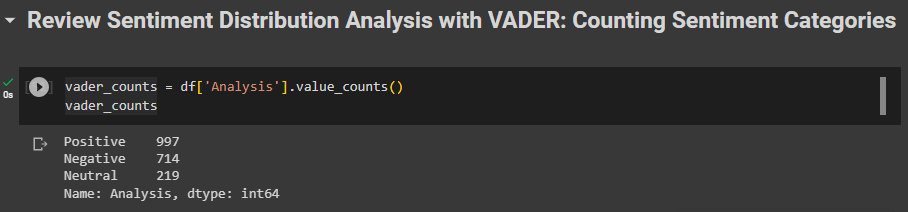 Review Sentiment Distribution Analysis with VADER: Counting Sentiment Categories
0s
vader_counts = df['Analysis'].value_counts()
vader_counts
Positive    997
Negative    714
Neutral     219
Name: Analysis, dtype: int64